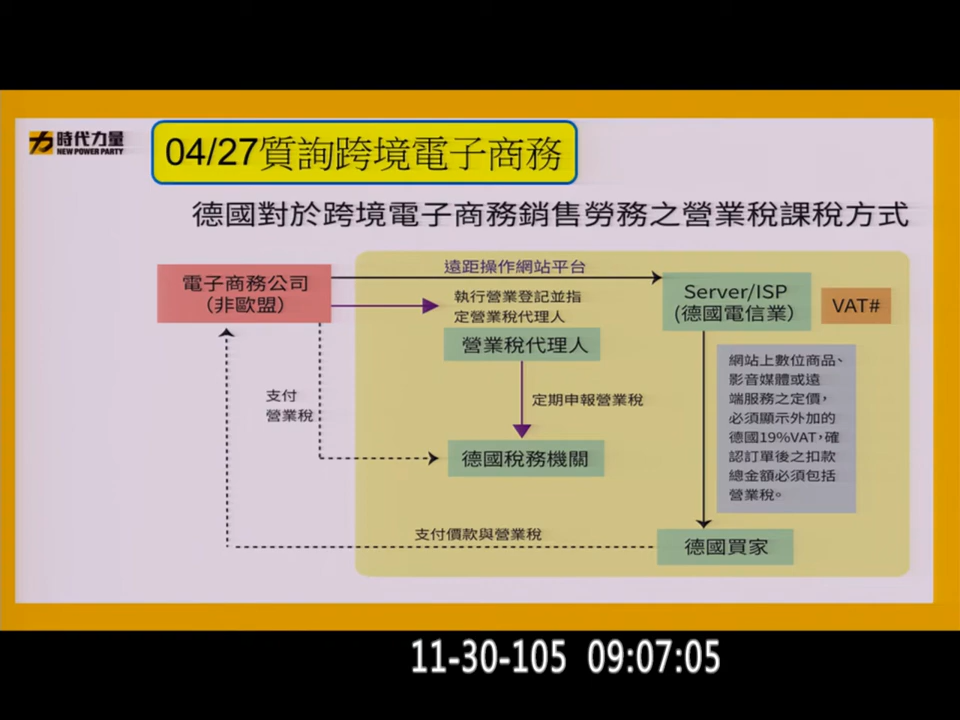 時代力量
NEW POWER PARTY
04/27質詢跨境電子商務
德國對於跨境電子商務銷售勞務之營業稅課稅方式
遠距操作網站平台
電子商務公司
（非歐盟）
執行營業登記並指
定營業稅代理人
Server/ISP
(德國電信業)
VAT#
營業稅代理人
網站上數位商品、
影音媒體或遠
端服務之定價，
必須顯示外加的
德國19%VAT，確
認訂單後之扣款
總金額必須包括
營業稅。
支付
營業稅
定期申報營業稅
德國稅務機關
支付價款與營業稅
德國買家
11-30-105 09:07:05